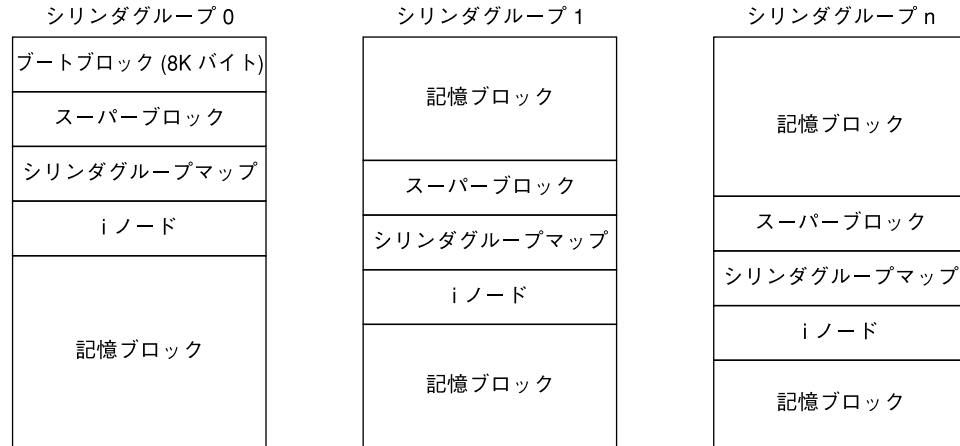 シリンダグループ 0
ブートブロック (8K バイト)
スーパーブロック
シリンダグループマップ
i ノード
記憶ブロック
シリンダグループ 1
記憶ブロック
スーパーブロック
シリンダグループマップ
i ノード
記憶ブロック
シリンダグループ n
記憶ブロック
スーパーブロック
シリンダグループマップ
i ノード
記憶ブロック